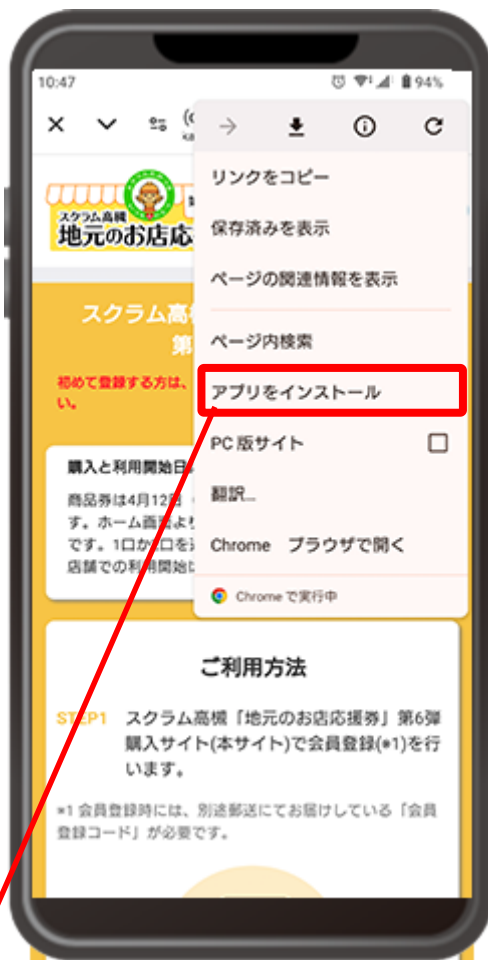 10:47
94%
リンクをコピー
保存済みを表示
ページの関連情報を表示
ページ内検索
アプリをインストール
PC 版サイト
翻訳...
Chrome ブラウザで開く
Chrome で実行中
スクラム高槻
地元のお店応
スクラム高
第
初めて登録する方は、
い。
購入と利用開始日
商品券は4月12日
す。ホーム画面より
です。1口か
口を
店舗での利用開始
ご利用方法
STEP1 スクラム高槻「地元のお店応援券」第6弾
購入サイト(本サイト)で会員登録(*1)を行
います。
*1 会員登録時には、別途郵送にてお届けしている「会員
登録コード」が必要です。